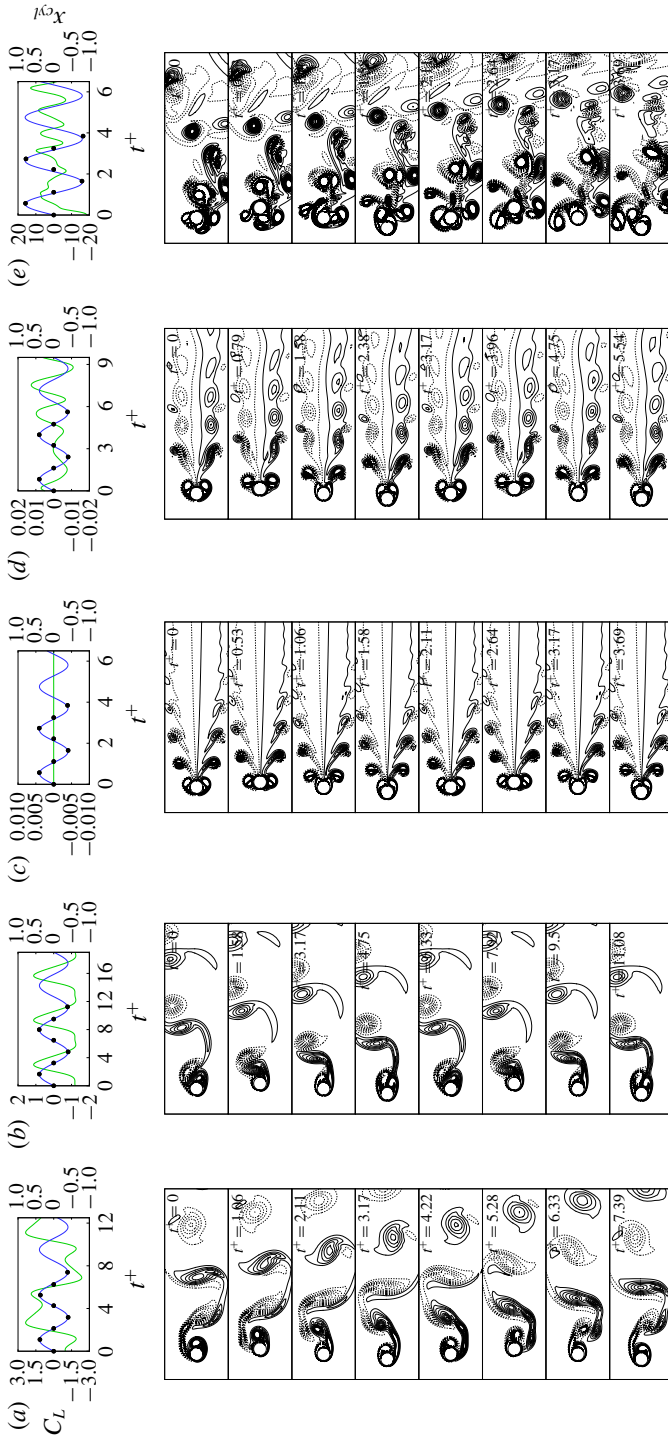 (a)
C_L
3.0
1.5
0
−1.5
−3.0
1.0
0.5
0
−0.5
−1.0
0 4 8 12
t⁺
t⁺ = 0
t⁺ = 1.06
t⁺ = 2.11
t⁺ = 3.17
t⁺ = 4.22
t⁺ = 5.28
t⁺ = 6.33
t⁺ = 7.39
(b)
2
1
0
−1
−2
1.0
0.5
0
−0.5
−1.0
0 4 8 12 16
t⁺
t⁺ = 0
t⁺ = 1.58
t⁺ = 3.17
t⁺ = 4.75
t⁺ = 9.5
t⁺ = 11.08
(c)
0.010
0.005
0
−0.005
−0.010
1.0
0.5
0
−0.5
−1.0
0 2 4 6
t⁺
t⁺ = 0
t⁺ = 0.53
t⁺ = 1.06
t⁺ = 1.58
t⁺ = 2.11
t⁺ = 2.64
t⁺ = 3.17
t⁺ = 3.69
(d)
0.02
0.01
0
−0.01
−0.02
1.0
0.5
0
−0.5
−1.0
0 3 6 9
t⁺
t⁺ = 0
t⁺ = 0.79
t⁺ = 1.58
t⁺ = 2.38
t⁺ = 3.17
t⁺ = 3.96
t⁺ = 4.75
t⁺ = 5.54
(e)
20
10
0
−10
−20
1.0
0.5
0
−0.5
−1.0
x_cyl
0 2 4 6
t⁺